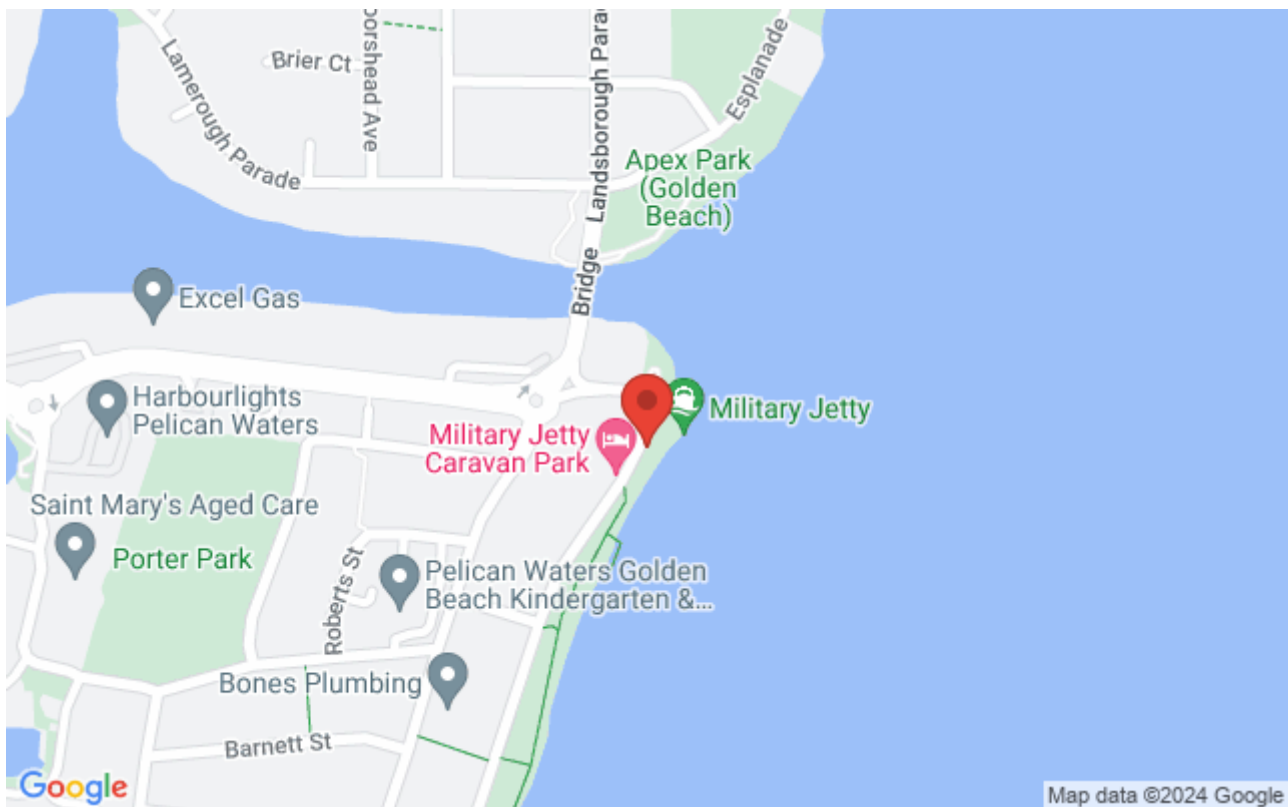 oorshead Ave
Brier Ct
Lamerough Parade
Landsborough Parad
Esplanade
Apex Park
(Golden
Beach)
Bridge
Excel Gas
Harbourlights
Pelican Waters
Military Jetty
Military Jetty
Caravan Park
Saint Mary's Aged Care
Porter Park
Roberts St
Pelican Waters Golden
Beach Kindergarten &...
Bones Plumbing
Barnett St
Google
Map data ©2024 Google